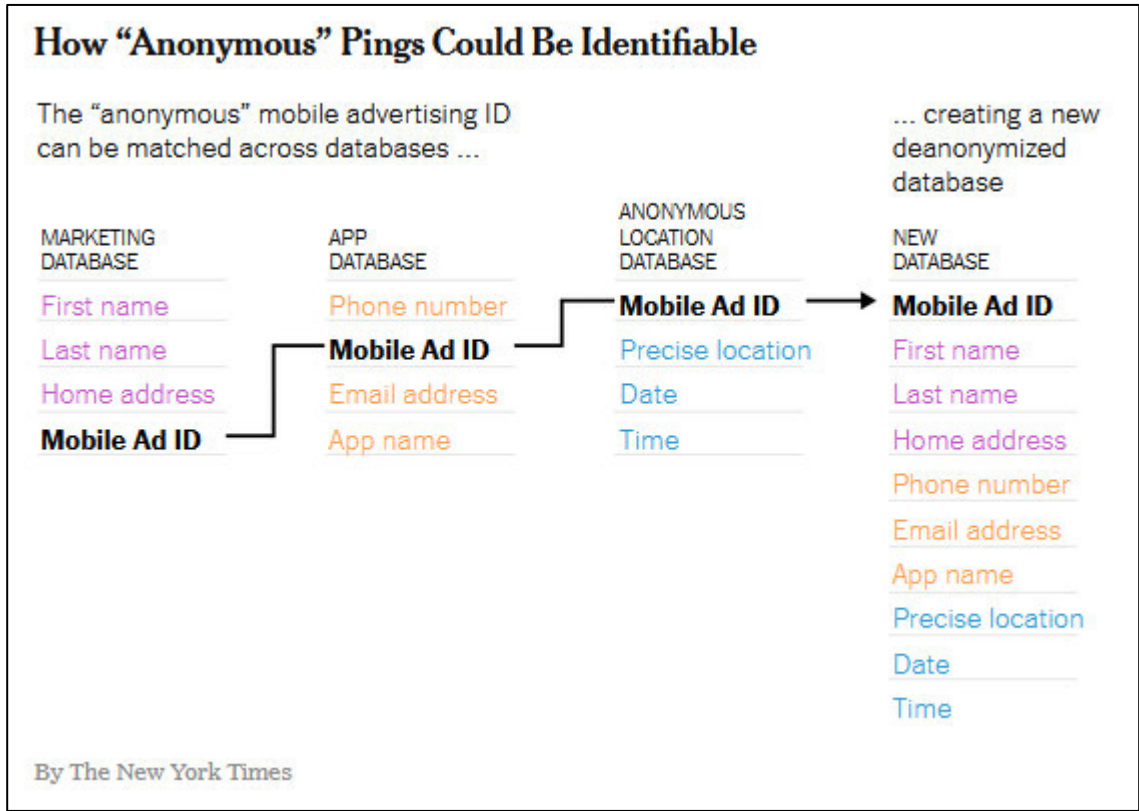 How “Anonymous” Pings Could Be Identifiable
The “anonymous” mobile advertising ID
can be matched across databases ...
... creating a new
deanonymized
database
MARKETING
DATABASE
First name
Last name
Home address
Mobile Ad ID
APP
DATABASE
Phone number
Mobile Ad ID
Email address
App name
ANONYMOUS
LOCATION
DATABASE
Mobile Ad ID
Precise location
Date
Time
NEW
DATABASE
Mobile Ad ID
First name
Last name
Home address
Phone number
Email address
App name
Precise location
Date
Time
By The New York Times